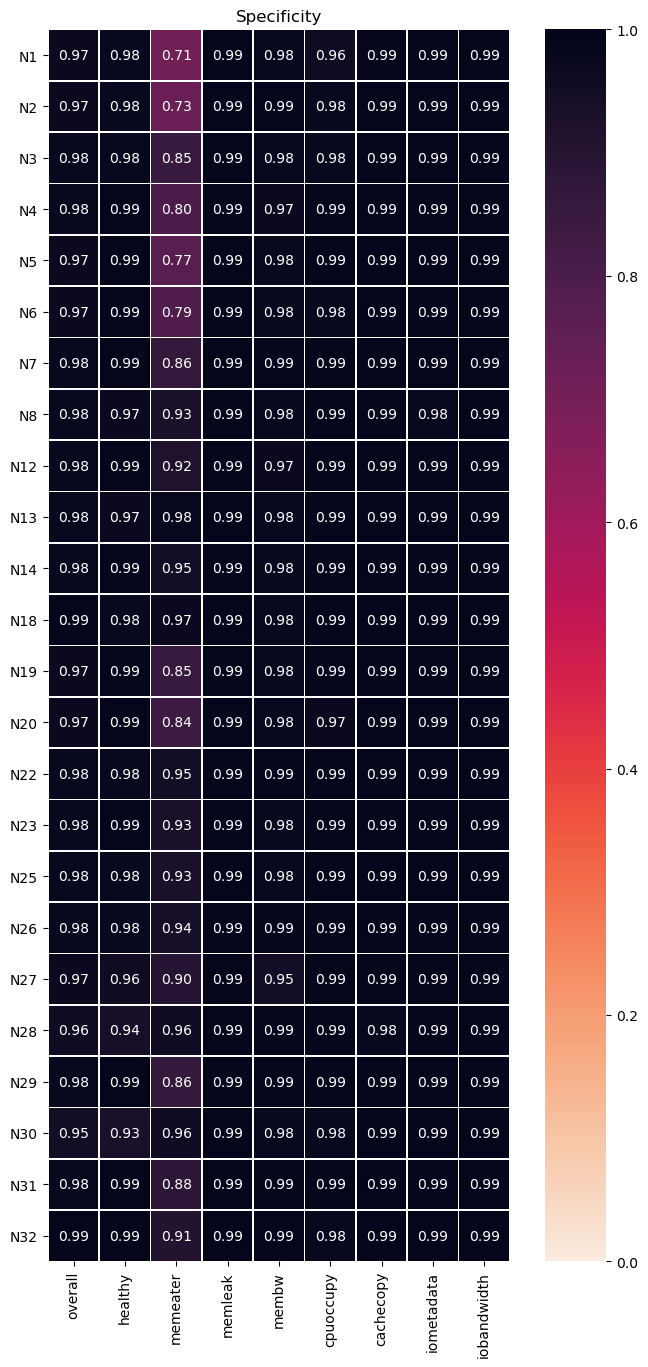 Specificity
N1 0.97 0.98 0.71 0.99 0.98 0.96 0.99 0.99 0.99
N2 0.97 0.98 0.73 0.99 0.99 0.98 0.99 0.99 0.99
N3 0.98 0.98 0.85 0.99 0.98 0.98 0.99 0.99 0.99
N4 0.98 0.99 0.80 0.99 0.97 0.99 0.99 0.99 0.99
N5 0.97 0.99 0.77 0.99 0.98 0.99 0.99 0.99 0.99
N6 0.97 0.99 0.79 0.99 0.98 0.98 0.99 0.99 0.99
N7 0.98 0.99 0.86 0.99 0.99 0.99 0.99 0.99 0.99
N8 0.98 0.97 0.93 0.99 0.98 0.99 0.99 0.98 0.99
N12 0.98 0.99 0.92 0.99 0.97 0.99 0.99 0.99 0.99
N13 0.98 0.97 0.98 0.99 0.98 0.99 0.99 0.99 0.99
N14 0.98 0.99 0.95 0.99 0.98 0.99 0.99 0.99 0.99
N18 0.99 0.98 0.97 0.99 0.98 0.99 0.99 0.99 0.99
N19 0.97 0.99 0.85 0.99 0.98 0.99 0.99 0.99 0.99
N20 0.97 0.99 0.84 0.99 0.98 0.97 0.99 0.99 0.99
N22 0.98 0.98 0.95 0.99 0.99 0.99 0.99 0.99 0.99
N23 0.98 0.99 0.93 0.99 0.98 0.99 0.99 0.99 0.99
N25 0.98 0.98 0.93 0.99 0.98 0.99 0.99 0.99 0.99
N26 0.98 0.98 0.94 0.99 0.99 0.99 0.99 0.99 0.99
N27 0.97 0.96 0.90 0.99 0.95 0.99 0.99 0.99 0.99
N28 0.96 0.94 0.96 0.99 0.99 0.99 0.98 0.99 0.99
N29 0.98 0.99 0.86 0.99 0.99 0.99 0.99 0.99 0.99
N30 0.95 0.93 0.96 0.99 0.98 0.98 0.99 0.99 0.99
N31 0.98 0.99 0.88 0.99 0.99 0.99 0.99 0.99 0.99
N32 0.99 0.99 0.91 0.99 0.99 0.98 0.99 0.99 0.99
overall
healthy
memeater
memleak
membw
cpuoccupy
cachecopy
iometadata
iobandwidth
1.0
0.8
0.6
0.4
0.2
0.0